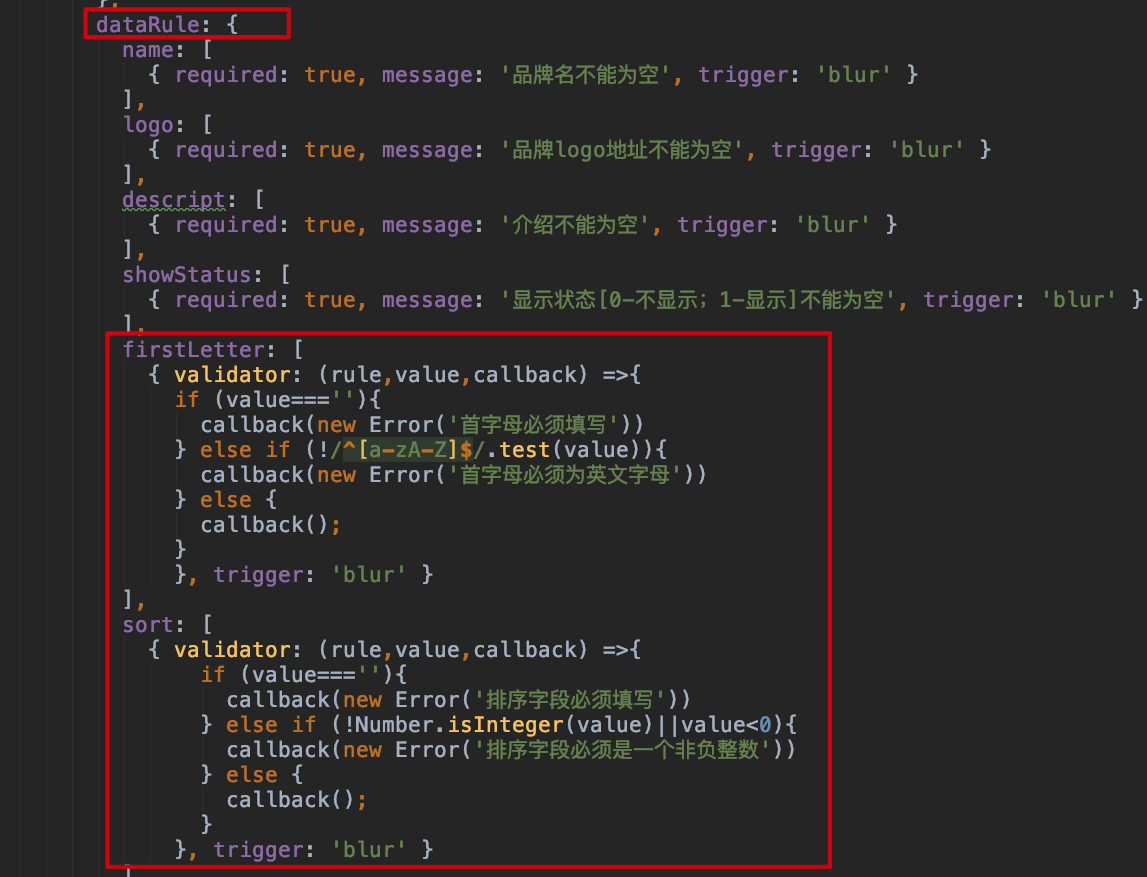 },
dataRule: {
name: [
{ required: true, message: '品牌名不能为空', trigger: 'blur' }
],
logo: [
{ required: true, message: '品牌logo地址不能为空', trigger: 'blur' }
],
descript: [
{ required: true, message: '介绍不能为空', trigger: 'blur' }
],
showStatus: [
{ required: true, message: '显示状态[0-不显示；1-显示]不能为空', trigger: 'blur' }
],
firstLetter: [
{ validator: (rule,value,callback) =>{
if (value===''){
callback(new Error('首字母必须填写'))
} else if (!/^[a-zA-Z]$/.test(value)){
callback(new Error('首字母必须为英文字母'))
} else {
callback();
}
}, trigger: 'blur' }
],
sort: [
{ validator: (rule,value,callback) =>{
if (value===''){
callback(new Error('排序字段必须填写'))
} else if (!Number.isInteger(value)||value<0){
callback(new Error('排序字段必须是一个非负整数'))
} else {
callback();
}
}, trigger: 'blur' }
]